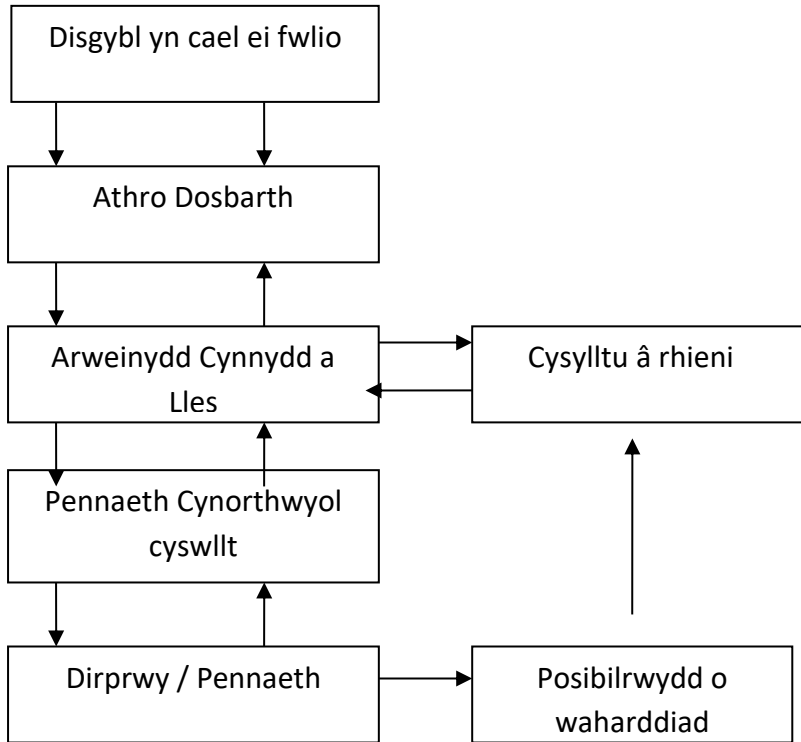 Disgybl yn cael ei fwlio
Athro Dosbarth
Arweinydd Cynnydd a
Lles
Cysylltu â rhieni
Pennaeth Cynorthwyol
cyswllt
Dirprwy / Pennaeth
Posibilrwydd o
waharddiad